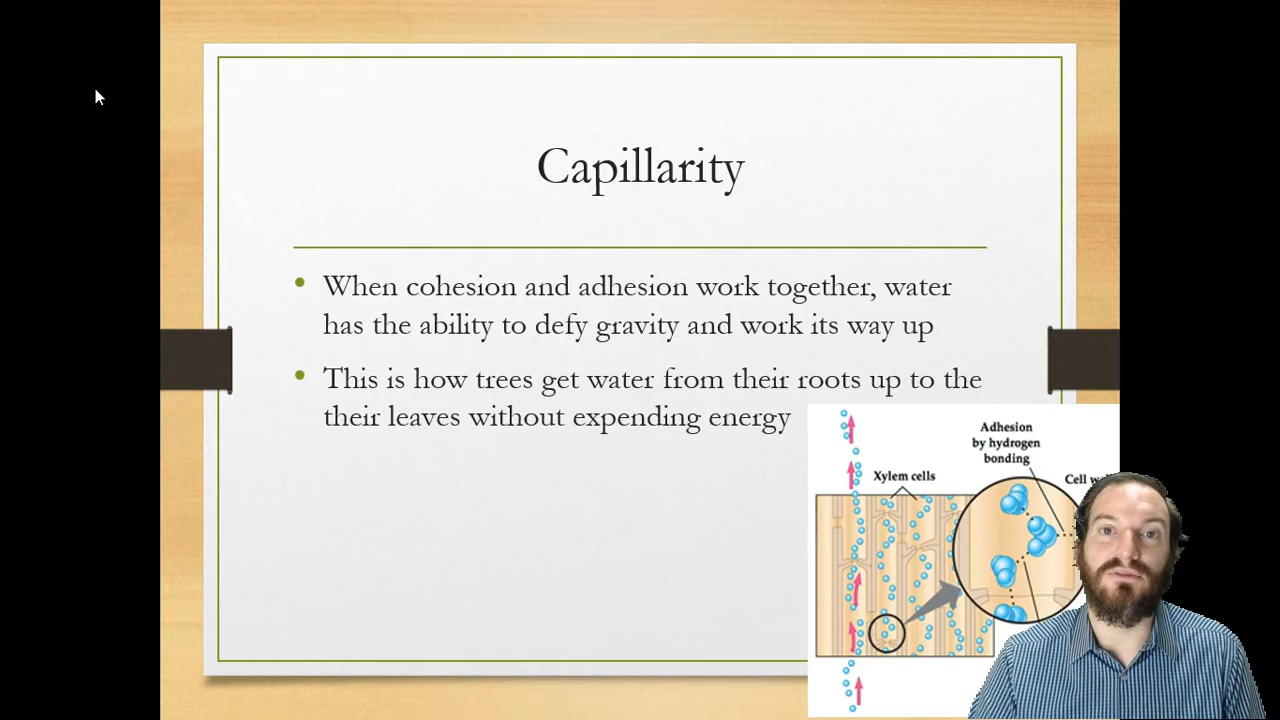 Capillarity
• When cohesion and adhesion work together, water
has the ability to defy gravity and work its way up
• This is how trees get water from their roots up to the
their leaves without expending energy
Adhesion
by hydrogen
bonding
Xylem cells
Cell